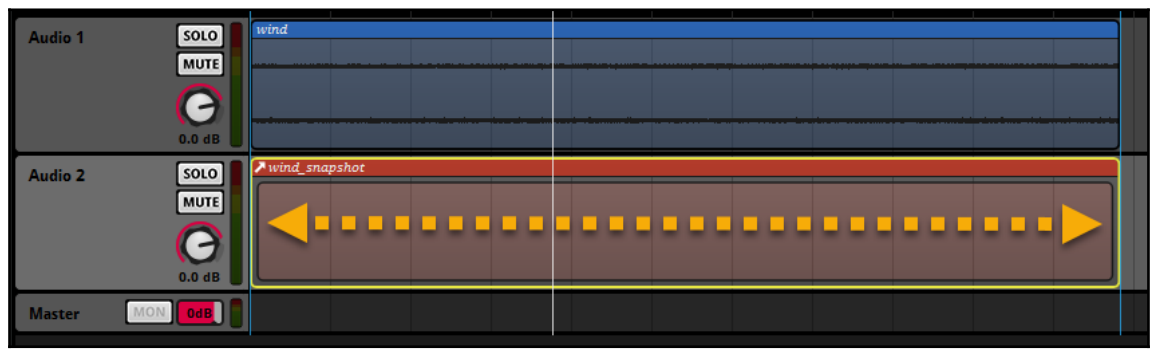 Audio 1
SOLO
MUTE
0.0 dB
wind
Audio 2
SOLO
MUTE
0.0 dB
wind_snapshot
Master
MON
0dB